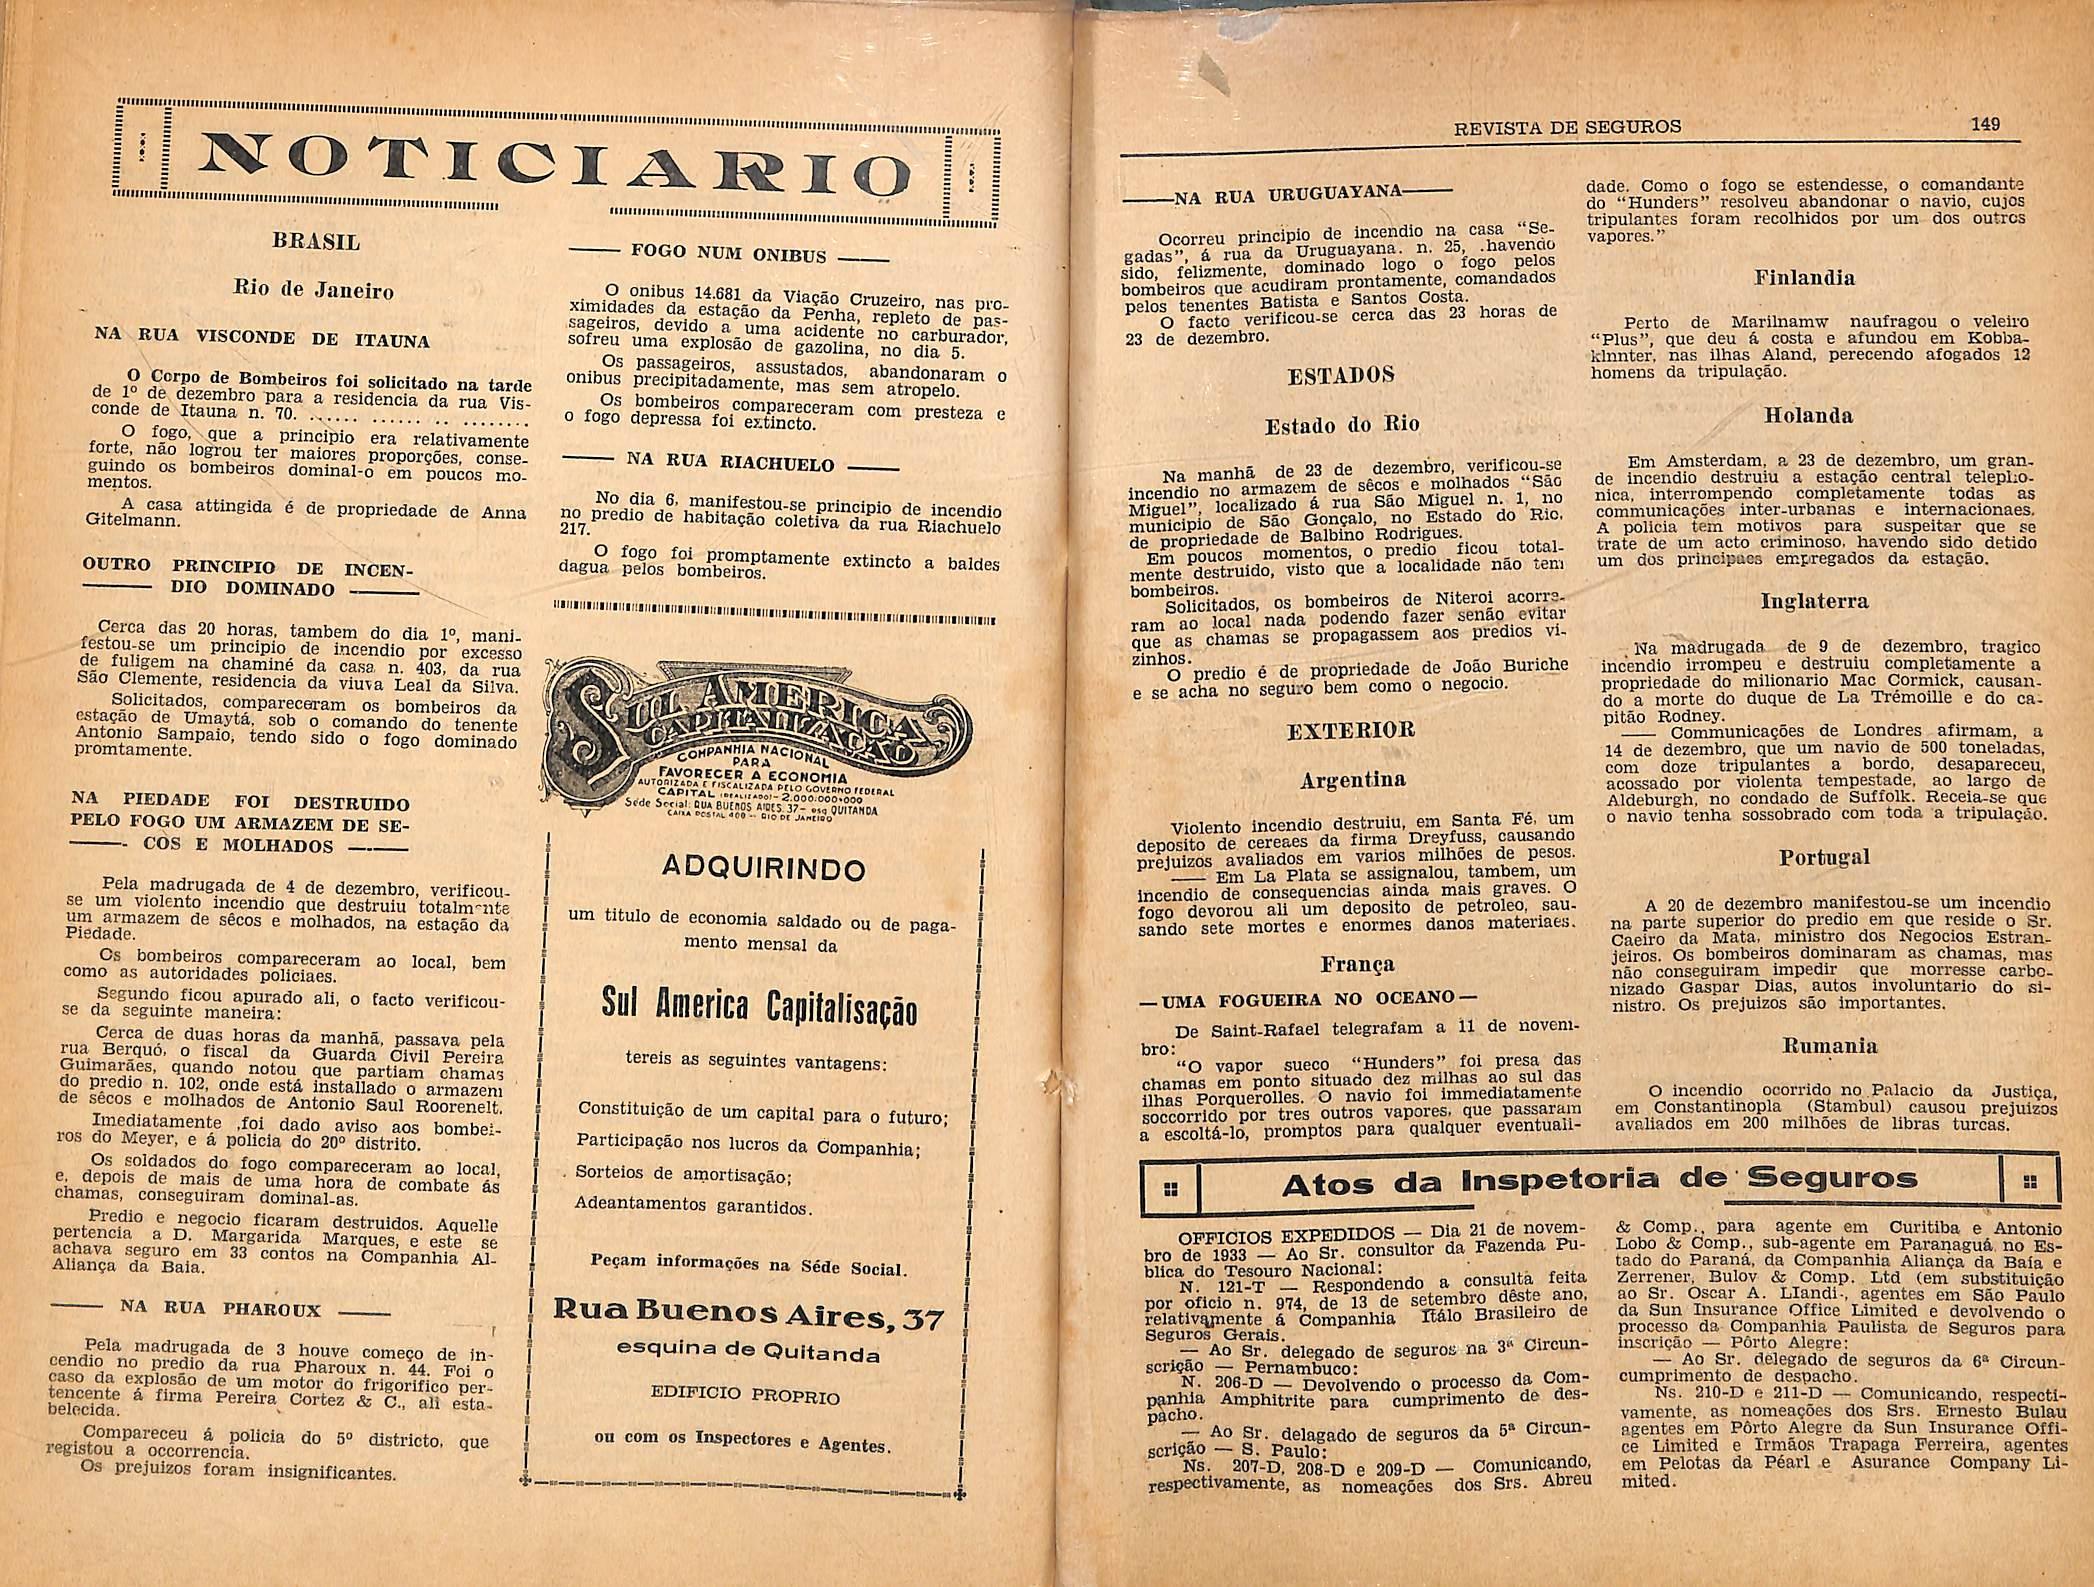 NOTICIARIO
BRASIL
Rio de Janeiro
NA RUA VISCONDE DE ITAUNA
O Corpo de Bombeiros foi solicitado na tarde
de 1º de dezembro para a residencia da rua Vis-
conde de Itauna n. 70. ...... ...... .. ........
O fogo, que a principio era relativamente
forte, não logrou ter maiores proporções, conse-
guindo os bombeiros dominal-o em poucos mo-
mentos.
A casa attingida é de propriedade de Anna
Gitelmann.
OUTRO PRINCIPIO DE INCEN-
DIO DOMINADO
Cerca das 20 horas, tambem do dia 1º, mani-
festou-se um principio de incendio por excesso
de fuligem na chaminé da casa n. 403, da rua
São Clemente, residencia da viuva Leal da Silva.
Solicitados, compareceram os bombeiros da
estação de Umaytá, sob o comando do tenente
Antonio Sampaio, tendo sido o fogo dominado
promtamente.
NA PIEDADE FOI DESTRUIDO
PELO FOGO UM ARMAZEM DE SE-
COS E MOLHADOS
Pela madrugada de 4 de dezembro, verificou-
se um violento incendio que destruiu totalmente
um armazem de sêcos e molhados, na estação da
Piedade.
Os bombeiros compareceram ao local, bem
como as autoridades policiaes.
Segundo ficou apurado ali, o facto verificou-
se da seguinte maneira:
Cerca de duas horas da manhã, passava pela
rua Berquó, o fiscal da Guarda Civil Pereira
Guimarães, quando notou que partiam chamas
do predio n. 102, onde está installado o armazem
de sêcos e molhados de Antonio Saul Roorenelt.
Imediatamente ,foi dado aviso aos bombei-
ros do Meyer, e á policia do 20º distrito.
Os soldados do fogo compareceram ao local,
e, depois de mais de uma hora de combate ás
chamas, conseguiram dominal-as.
Predio e negocio ficaram destruidos. Aquelle
pertencia a D. Margarida Marques, e este se
achava seguro em 33 contos na Companhia Al-
Aliança da Baia.
NA RUA PHAROUX
Pela madrugada de 3 houve começo de in-
cendio no predio da rua Pharoux n. 44. Foi o
caso da explosão de um motor do frigorifico per-
tencente á firma Pereira Cortez & C., ali esta-
belecida.
Compareceu á policia do 5º districto, que
registou a occorrencia.
Os prejuizos foram insignificantes.
FOGO NUM ONIBUS
O onibus 14.681 da Viação Cruzeiro, nas pro-
ximidades da estação da Penha, repleto de pas-
sageiros, devido a uma acidente no carburador,
sofreu uma explosão de gazolina, no dia 5.
Os passageiros, assustados, abandonaram o
onibus precipitadamente, mas sem atropelo.
Os bombeiros compareceram com presteza e
o fogo depressa foi extincto.
NA RUA RIACHUELO
No dia 6, manifestou-se principio de incendio
no predio de habitação coletiva da rua Riachuelo
217.
O fogo foi promptamente extincto a baldes
dagua pelos bombeiros.
SUL AMERICA
CAPITALIZAÇÃO
COMPANHIA NACIONAL
PARA
FAVORECER A ECONOMIA
AUTORIZADA E FISCALIZADA PELO GOVERNO FEDERAL
CAPITAL (REALIZADO) - 2.000:000$000
Séde Social: RUA BUENOS AIRES, 37- esq QUITANDA
CAIXA POSTAL 400 - RIO DE JANEIRO
ADQUIRINDO
um titulo de economia saldado ou de paga-
mento mensal da
Sul America Capitalisação
tereis as seguintes vantagens:
Constituição de um capital para o futuro;
Participação nos lucros da Companhia;
Sorteios de amortisação;
Adeantamentos garantidos.
Peçam informações na Séde Social.
Rua Buenos Aires, 37
esquina de Quitanda
EDIFICIO PROPRIO
ou com os Inspectores e Agentes.
REVISTA DE SEGUROS 149
—NA RUA URUGUAYANA—
Ocorreu principio de incendio na casa "Se-
gadas", á rua da Uruguayana. n. 25, .havendo
sido, felizmente, dominado logo o fogo pelos
bombeiros que acudiram prontamente, comandados
pelos tenentes Batista e Santos Costa.
O facto verificou-se cerca das 23 horas de
23 de dezembro.
ESTADOS
Estado do Rio
Na manhã de 23 de dezembro, verificou-se
incendio no armazem de sêcos e molhados "São
Miguel", localizado á rua São Miguel n. 1, no
municipio de São Gonçalo, no Estado do Rio,
de propriedade de Balbino Rodrigues.
Em poucos momentos, o predio ficou total-
mente destruido, visto que a localidade não tem
bombeiros.
Solicitados, os bombeiros de Niteroi acorre-
ram ao local nada podendo fazer senão evitar
que as chamas se propagassem aos predios vi-
zinhos.
O predio é de propriedade de João Buriche
e se acha no seguro bem como o negocio.
EXTERIOR
Argentina
Violento incendio destruiu, em Santa Fé, um
deposito de cereaes da firma Dreyfuss, causando
prejuizos avaliados em varios milhões de pesos.
— Em La Plata se assignalou, tambem, um
incendio de consequencias ainda mais graves. O
fogo devorou ali um deposito de petroleo, sau-
sando sete mortes e enormes danos materiaes.
França
—UMA FOGUEIRA NO OCEANO—
De Saint-Rafael telegrafam a 11 de novem-
bro:
"O vapor sueco "Hunders" foi presa das
chamas em ponto situado dez milhas ao sul das
ilhas Porquerolles. O navio foi immediatamente
soccorrido por tres outros vapores, que passaram
a escoltá-lo, promptos para qualquer eventuali-
dade. Como o fogo se estendesse, o comandante
do "Hunders" resolveu abandonar o navio, cujos
tripulantes foram recolhidos por um dos outros
vapores."
Finlandia
Perto de Marilnamw naufragou o veleiro
"Plus", que deu á costa e afundou em Kobba-
klnnter, nas ilhas Aland, perecendo afogados 12
homens da tripulação.
Holanda
Em Amsterdam, a 23 de dezembro, um gran-
de incendio destruiu a estação central telepho-
nica, interrompendo completamente todas as
communicações inter-urbanas e internacionaes.
A policia tem motivos para suspeitar que se
trate de um acto criminoso, havendo sido detido
um dos principaes empregados da estação.
Inglaterra
Na madrugada de 9 de dezembro, tragico
incendio irrompeu e destruiu completamente a
propriedade do milionario Mac Cormick, causan-
do a morte do duque de La Trémoille e do ca-
pitão Rodney.
— Communicações de Londres afirmam, a
14 de dezembro, que um navio de 500 toneladas,
com doze tripulantes a bordo, desapareceu,
acossado por violenta tempestade, ao largo de
Aldeburgh, no condado de Suffolk. Receia-se que
o navio tenha sossobrado com toda a tripulação.
Portugal
A 20 de dezembro manifestou-se um incendio
na parte superior do predio em que reside o Sr.
Caeiro da Mata, ministro dos Negocios Estran-
jeiros. Os bombeiros dominaram as chamas, mas
não conseguiram impedir que morresse carbo-
nizado Gaspar Dias, autos involuntario do si-
nistro. Os prejuizos são importantes.
Rumania
O incendio ocorrido no Palacio da Justiça,
em Constantinopla (Stambul) causou prejuizos
avaliados em 200 milhões de libras turcas.
Atos da Inspetoria de Seguros
OFFICIOS EXPEDIDOS — Dia 21 de novem-
bro de 1933 — Ao Sr. consultor da Fazenda Pu-
blica do Tesouro Nacional:
N. 121-T — Respondendo a consulta feita
por oficio n. 974, de 13 de setembro dêste ano,
relativamente á Companhia Itálo Brasileiro de
Seguros Gerais.
— Ao Sr. delegado de seguros na 3ª Circun-
scrição — Pernambuco:
N. 206-D — Devolvendo o processo da Com-
panhia Amphitrite para cumprimento de des-
pacho.
— Ao Sr. delagado de seguros da 5ª Circun-
scrição — S. Paulo:
Ns. 207-D, 208-D e 209-D — Comunicando,
respectivamente, as nomeações dos Srs. Abreu
& Comp., para agente em Curitiba e Antonio
Lobo & Comp., sub-agente em Paranaguá no Es-
tado do Paraná, da Companhia Aliança da Baía e
Zerrener, Bulov & Comp. Ltd (em substituição
ao Sr. Oscar A. LIandi-, agentes em São Paulo
da Sun Insurance Office Limited e devolvendo o
processo da Companhia Paulista de Seguros para
inscrição — Pôrto Alegre:
— Ao Sr. delegado de seguros da 6ª Circun-
cumprimento de despacho.
Ns. 210-D e 211-D — Comunicando, respecti-
vamente, as nomeações dos Srs. Ernesto Bulau
agentes em Pôrto Alegre da Sun Insurance Offi-
ce Limited e Irmãos Trapaga Ferreira, agentes
em Pelotas da Péarl e Asurance Company Li-
mited.